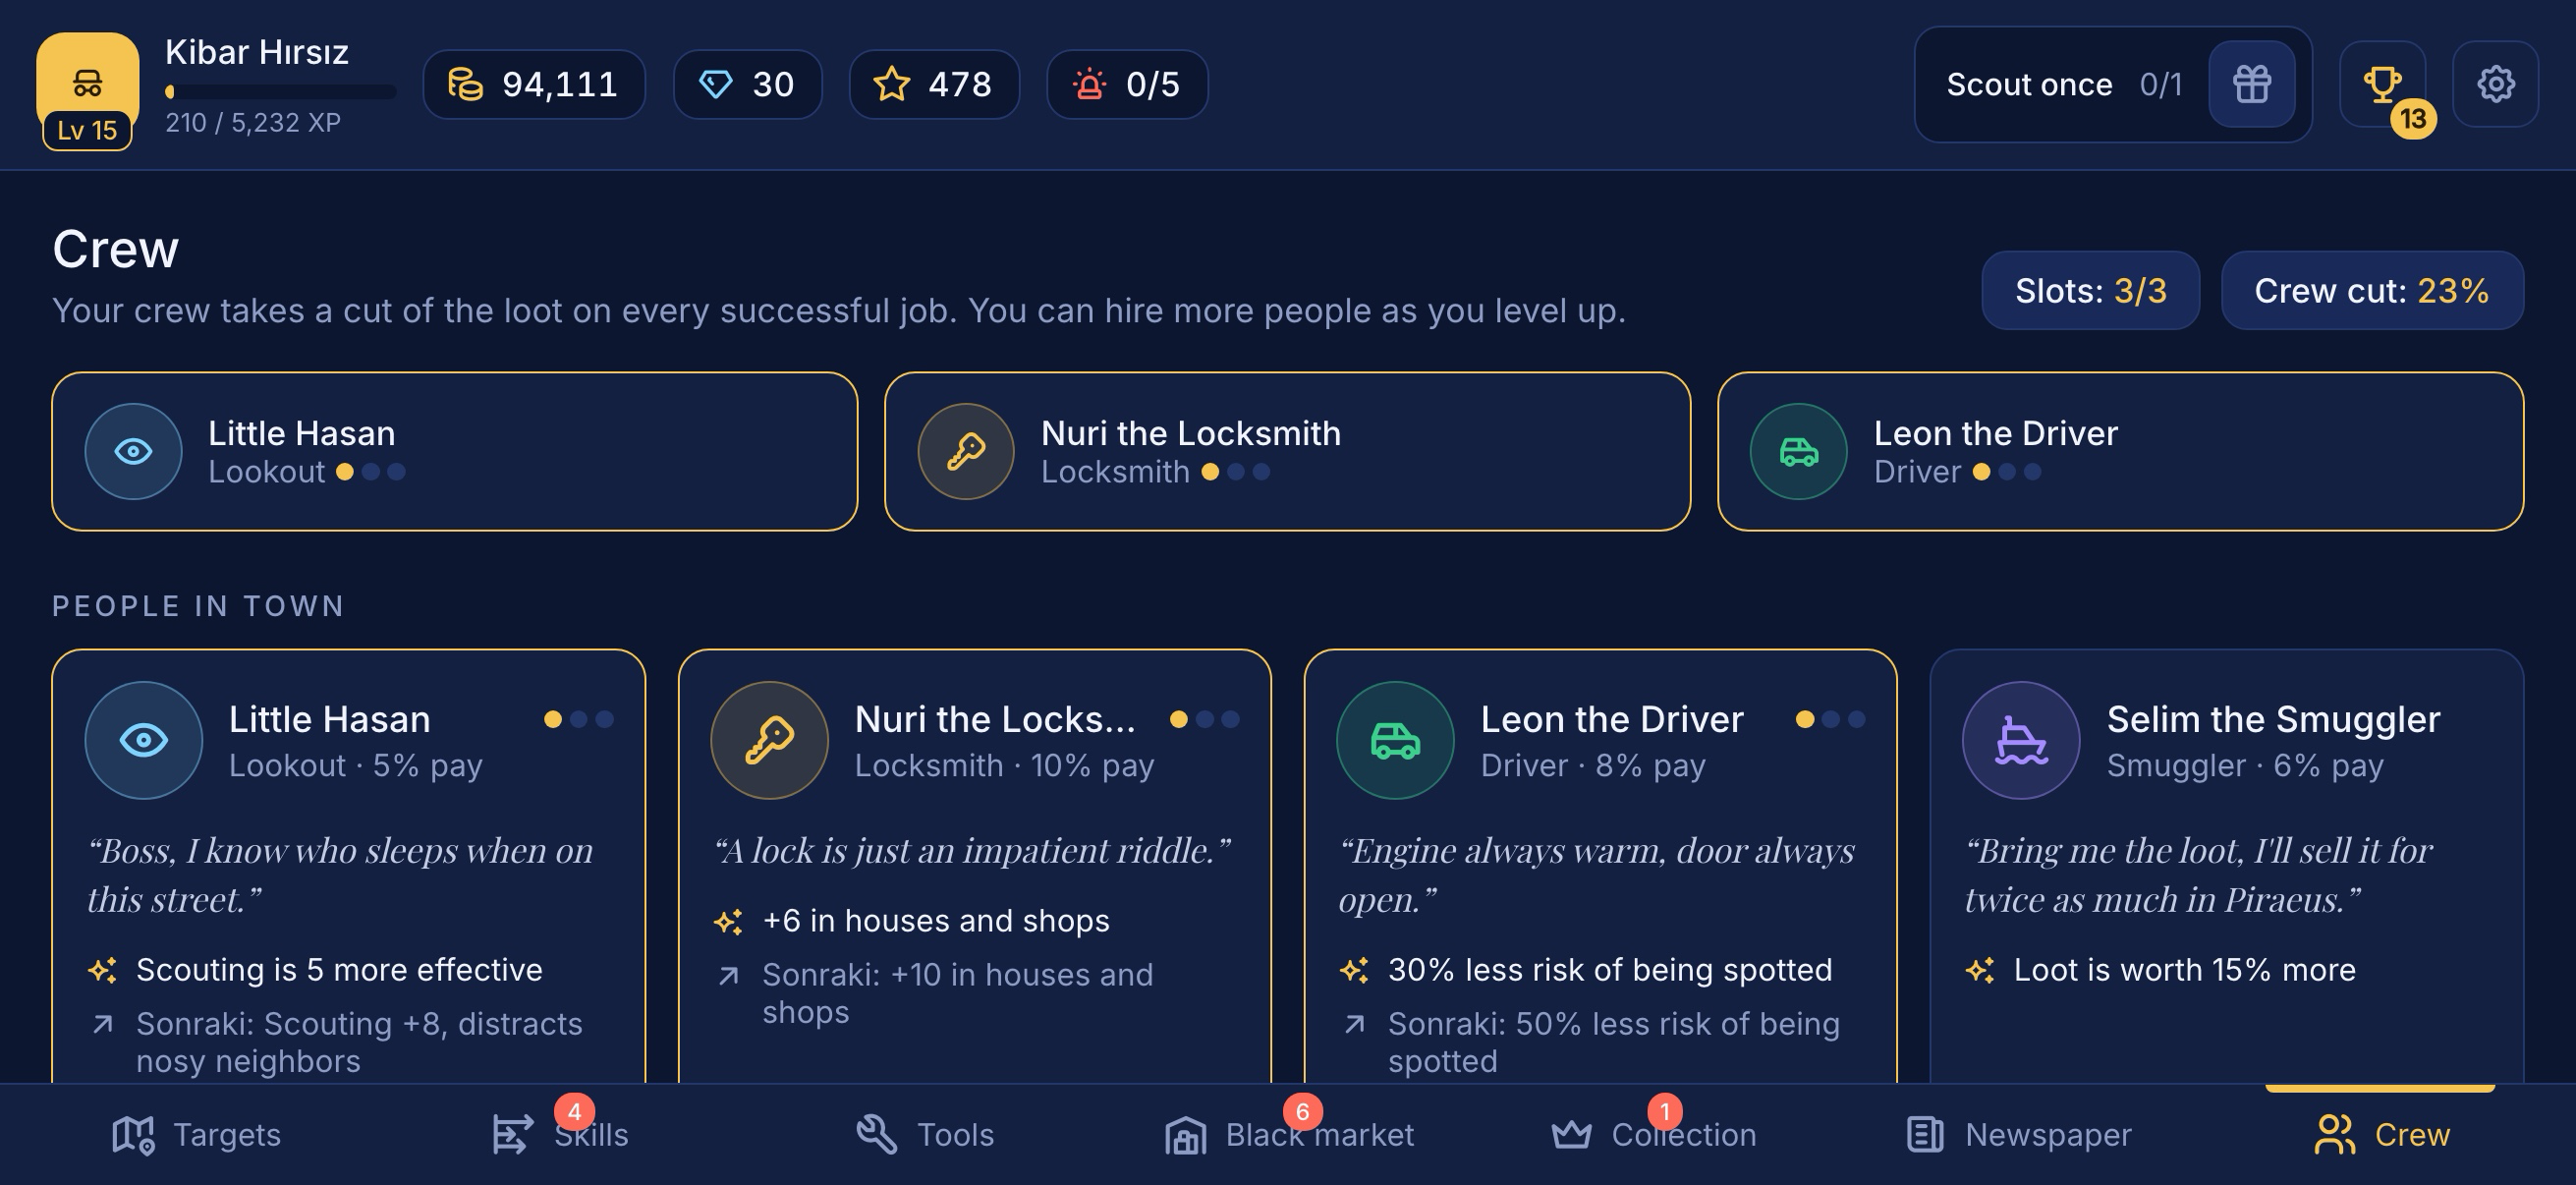 Kibar Hırsız
Lv 15
210 / 5,232 XP
94,111
30
478
0/5
Scout once 0/1
13
Crew
Your crew takes a cut of the loot on every successful job. You can hire more people as you level up.
Slots: 3/3
Crew cut: 23%
Little Hasan
Lookout
Nuri the Locksmith
Locksmith
Leon the Driver
Driver
PEOPLE IN TOWN
Little Hasan
Lookout · 5% pay
“Boss, I know who sleeps when on
this street.”
Scouting is 5 more effective
Sonraki: Scouting +8, distracts
nosy neighbors
Nuri the Locks...
Locksmith · 10% pay
“A lock is just an impatient riddle.”
+6 in houses and shops
Sonraki: +10 in houses and
shops
Leon the Driver
Driver · 8% pay
“Engine always warm, door always
open.”
30% less risk of being spotted
Sonraki: 50% less risk of being
spotted
Selim the Smuggler
Smuggler · 6% pay
“Bring me the loot, I'll sell it for
twice as much in Piraeus.”
Loot is worth 15% more
Targets
4
Skills
Tools
6
Black market
1
Collection
Newspaper
Crew